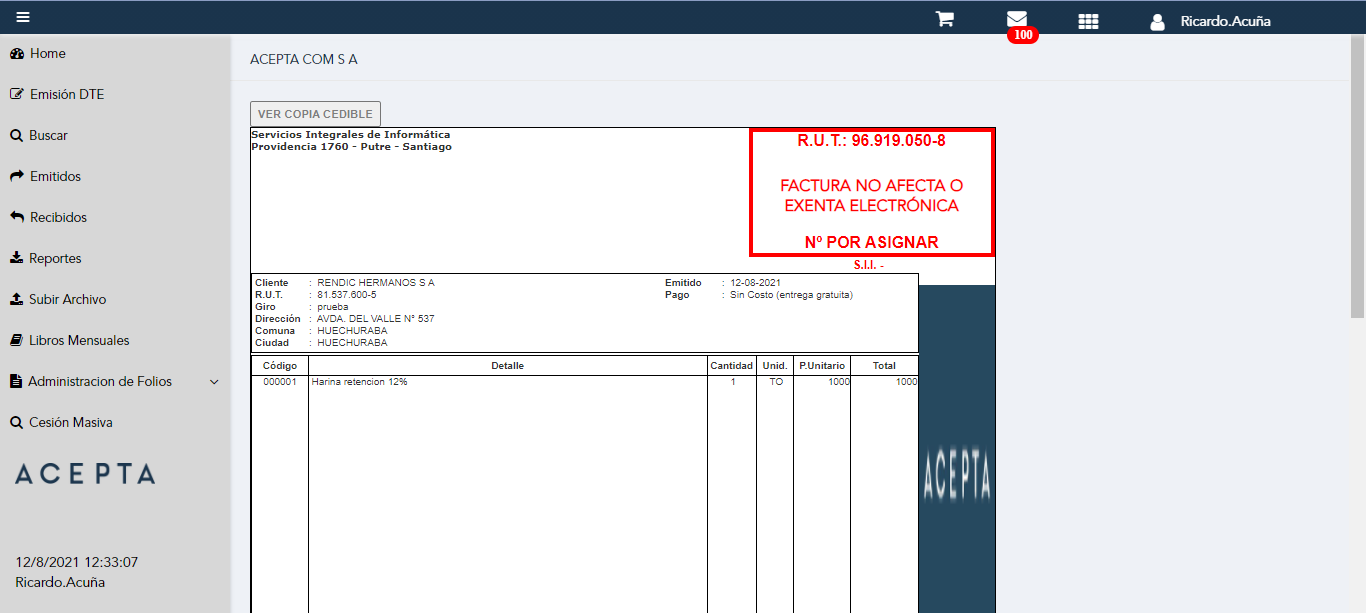 Ricardo.Acuña
100
Home
Emisión DTE
Buscar
Emitidos
Recibidos
Reportes
Subir Archivo
Libros Mensuales
Administracion de Folios
Cesión Masiva
ACEPTA
12/8/2021 12:33:07
Ricardo.Acuña
ACEPTA COM S A
VER COPIA CEDIBLE
Servicios Integrales de Informática
Providencia 1760 - Putre - Santiago
R.U.T.: 96.919.050-8
FACTURA NO AFECTA O
EXENTA ELECTRÓNICA
Nº POR ASIGNAR
S.I.I. -
Cliente : RENDIC HERMANOS S A Emitido : 12-08-2021
R.U.T. : 81.537.600-5 Pago : Sin Costo (entrega gratuita)
Giro : prueba
Dirección : AVDA. DEL VALLE N° 537
Comuna : HUECHURABA
Ciudad : HUECHURABA
Código Detalle Cantidad Unid. P.Unitario Total
000001 Harina retencion 12% 1 TO 1000 1000
ACEPTA